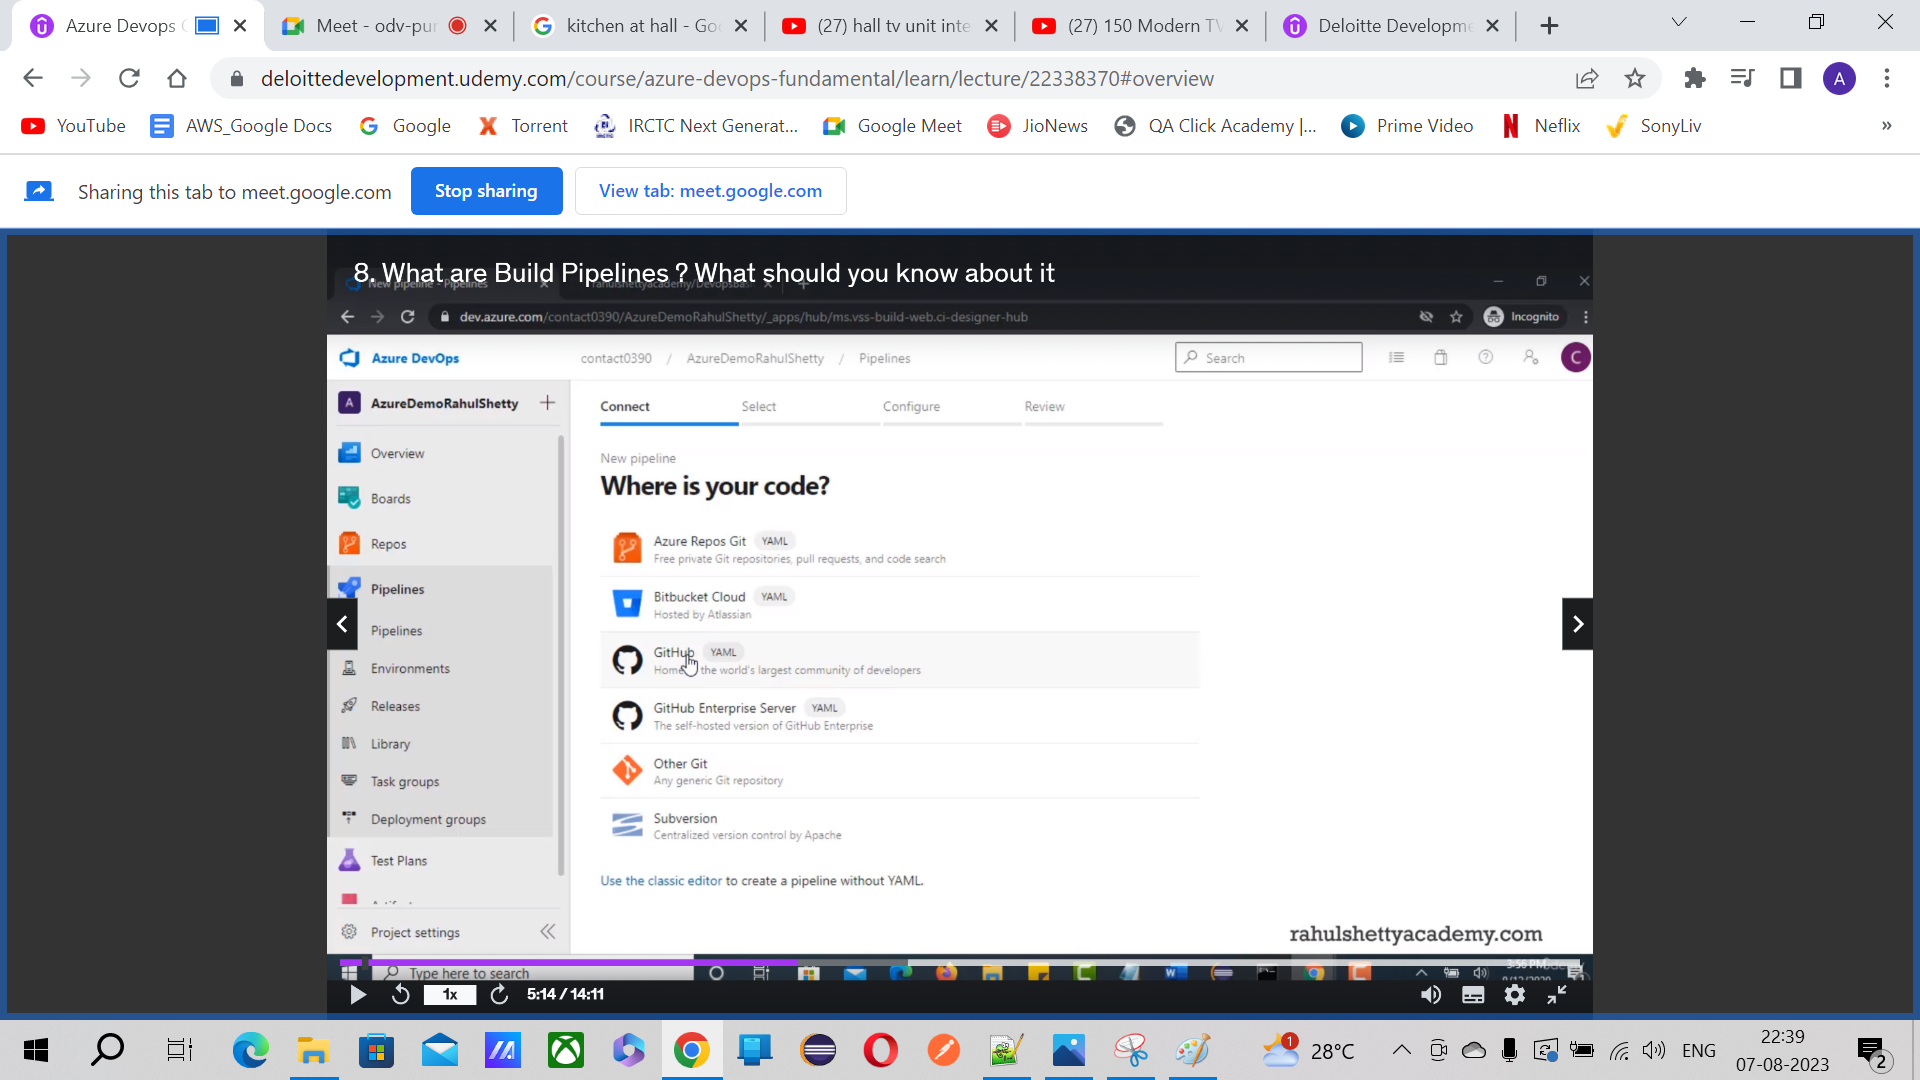 Azure Devops
Meet - odv-pur
kitchen at hall - Go
(27) hall tv unit inte
(27) 150 Modern TV
Deloitte Developme
deloittedevelopment.udemy.com/course/azure-devops-fundamental/learn/lecture/22338370#overview
A
YouTube
AWS_Google Docs
Google
Torrent
IRCTC Next Generat...
Google Meet
JioNews
QA Click Academy |...
Prime Video
Neflix
SonyLiv
»
Sharing this tab to meet.google.com
Stop sharing
View tab: meet.google.com
8. What are Build Pipelines ? What should you know about it
New pipeline - Pipelines
dev.azure.com/contact0390/AzureDemoRahulShetty/_apps/hub/ms.vss-build-web.ci-designer-hub
Incognito
Azure DevOps
contact0390 / AzureDemoRahulShetty / Pipelines
Search
C
A AzureDemoRahulShetty
Overview
Boards
Repos
Pipelines
Pipelines
Environments
Releases
Library
Task groups
Deployment groups
Test Plans
Project settings
Connect
Select
Configure
Review
New pipeline
Where is your code?
Azure Repos Git YAML
Free private Git repositories, pull requests, and code search
Bitbucket Cloud YAML
Hosted by Atlassian
GitHub YAML
Home the world's largest community of developers
GitHub Enterprise Server YAML
The self-hosted version of GitHub Enterprise
Other Git
Any generic Git repository
Subversion
Centralized version control by Apache
Use the classic editor to create a pipeline without YAML.
rahulshettyacademy.com
Type here to search
3:56 PM
1x
5:14 / 14:11
1
28°C
ENG
22:39
07-08-2023
2